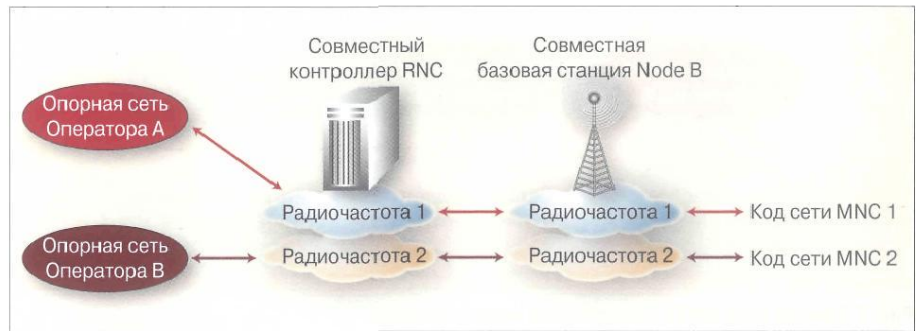 Совместный
контроллер RNC
Совместная
базовая станция Node B
Опорная сеть
Оператора А
Радиочастота 1
Радиочастота 1
Код сети MNC 1
Опорная сеть
Оператора В
Радиочастота 2
Радиочастота 2
Код сети MNC 2